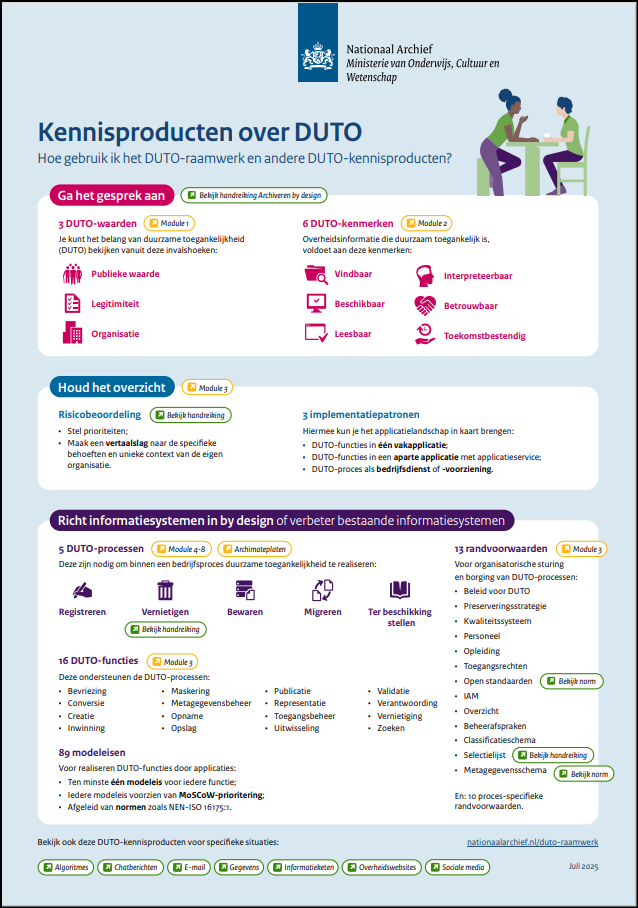 Nationaal Archief
Ministerie van Onderwijs, Cultuur en
Wetenschap
Kennisproducten over DUTO
Hoe gebruik ik het DUTO-raamwerk en andere DUTO-kennisproducten?
Ga het gesprek aan
Bekijk handreiking Archiveren by design
3 DUTO-waarden
Module 1
Je kunt het belang van duurzame toegankelijkheid
(DUTO) bekijken vanuit deze invalshoeken:
Publieke waarde
Legitimiteit
Organisatie
6 DUTO-kenmerken
Module 2
Overheidsinformatie die duurzaam toegankelijk is,
voldoet aan deze kenmerken:
Vindbaar
Interpreteerbaar
Beschikbaar
Betrouwbaar
Leesbaar
Toekomstbestendig
Houd het overzicht
Module 3
Risicobeoordeling
Bekijk handreiking
• Stel prioriteiten;
• Maak een vertaalslag naar de specifieke
behoeften en unieke context van de eigen
organisatie.
3 implementatiepatronen
Hiermee kun je het applicatielandschap in kaart brengen:
• DUTO-functies in één vakapplicatie;
• DUTO-functies in een aparte applicatie met applicatieservice;
• DUTO-proces als bedrijfsdienst of -voorziening.
Richt informatiesystemen in by design of verbeter bestaande informatiesystemen
5 DUTO-processen
Module 4-8
Archimateplaten
Deze zijn nodig om binnen een bedrijfsproces duurzame toegankelijkheid te realiseren:
Registreren
Vernietigen
Bewaren
Migreren
Ter beschikking
stellen
Bekijk handreiking
16 DUTO-functies
Module 3
Deze ondersteunen de DUTO-processen:
• Bevriezing
• Conversie
• Creatie
• Inwinning
• Maskering
• Metagegevensbeheer
• Opname
• Opslag
• Publicatie
• Representatie
• Toegangsbeheer
• Uitwisseling
• Validatie
• Verantwoording
• Vernietiging
• Zoeken
89 modeleisen
Voor realiseren DUTO-functies door applicaties:
• Ten minste één modeleis voor iedere functie;
• Iedere modeleis voorzien van MoSCoW-prioritering;
• Afgeleid van normen zoals NEN-ISO 16175:1.
13 randvoorwaarden
Module 3
Voor organisatorische sturing
en borging van DUTO-processen:
• Beleid voor DUTO
• Preserveringsstrategie
• Kwaliteitssysteem
• Personeel
• Opleiding
• Toegangsrechten
• Open standaarden
Bekijk norm
• IAM
• Overzicht
• Beheerafspraken
• Classificatieschema
• Selectielijst
Bekijk handreiking
• Metagegevensschema
Bekijk norm
En: 10 proces-specifieke
randvoorwaarden.
Bekijk ook deze DUTO-kennisproducten voor specifieke situaties:
nationaalarchief.nl/duto-raamwerk
Algoritmes
Chatberichten
E-mail
Gegevens
Informatieketen
Overheidswebsites
Sociale media
Juli 2025